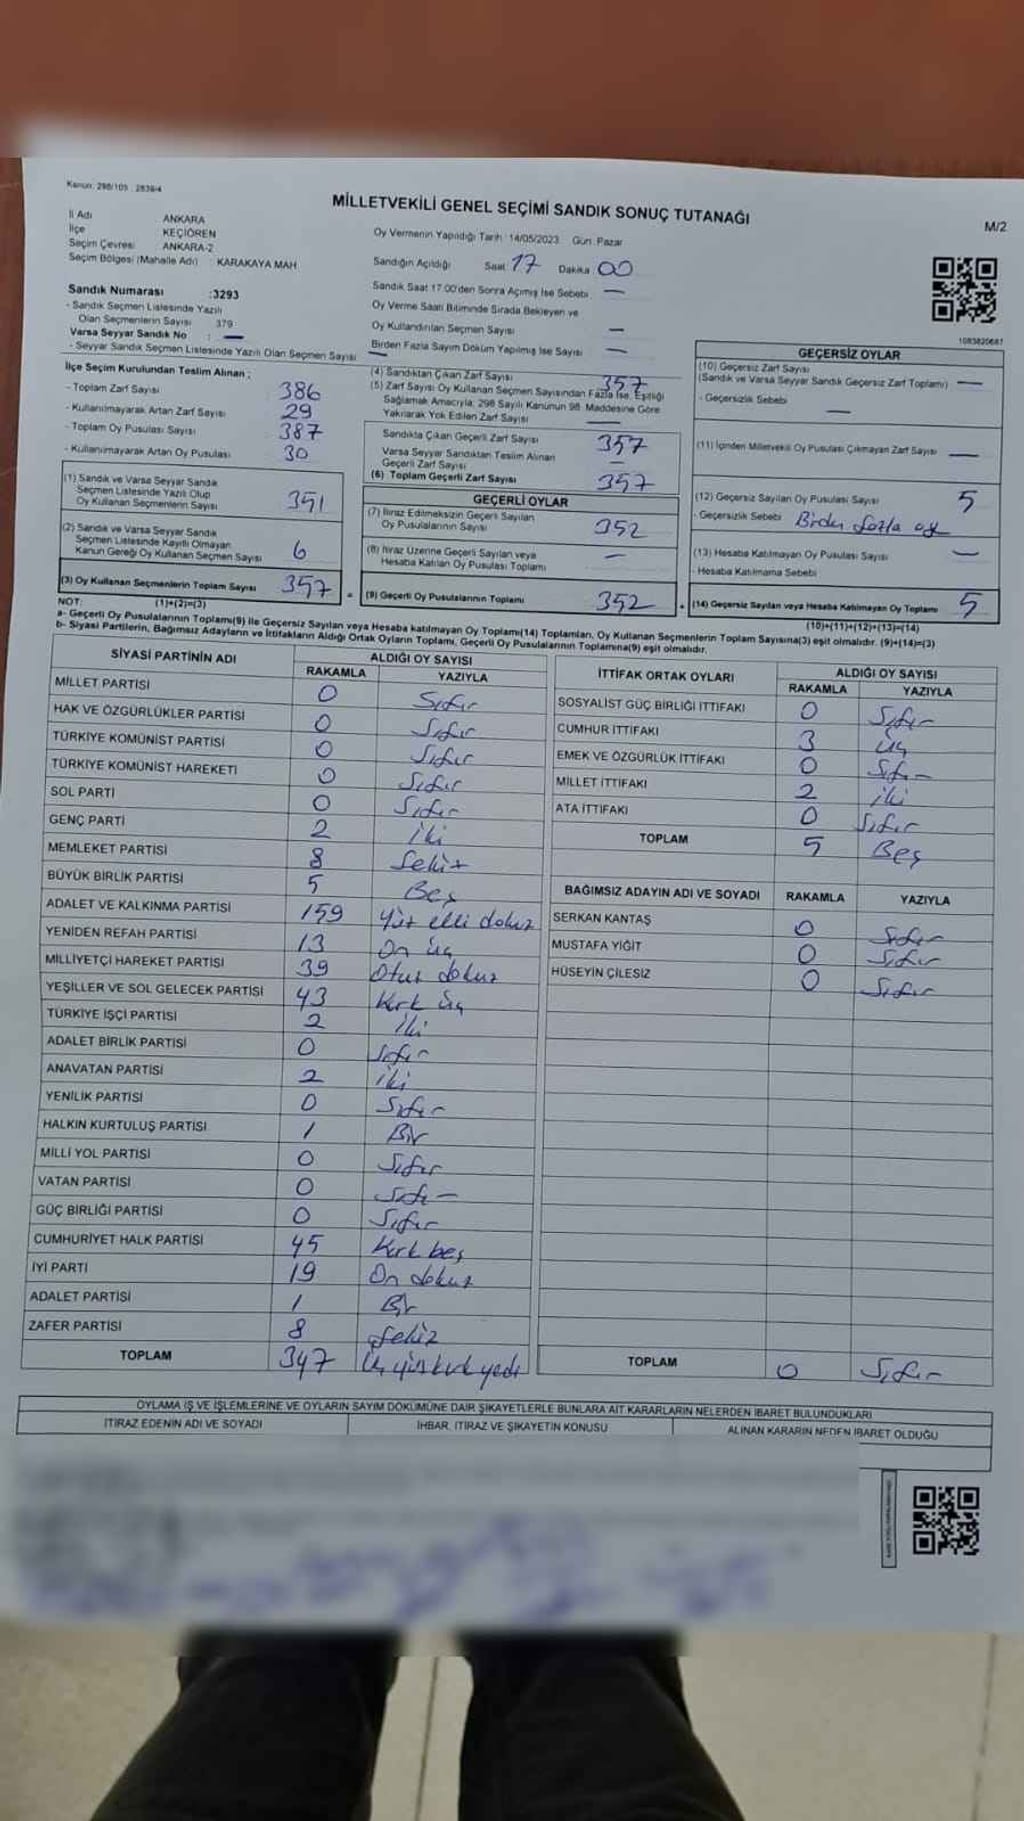 Kanun: 298/105 : 2839/4
MİLLETVEKİLİ GENEL SEÇİMİ SANDIK SONUÇ TUTANAĞI
M/2
İl Adı ANKARA
İlçe KEÇİÖREN
Seçim Çevresi ANKARA-2
Seçim Bölgesi (Mahalle Adı) KARAKAYA MAH
Oy Vermenin Yapıldığı Tarih: 14/05/2023 Gün: Pazar
Sandığın Açıldığı Saat 17 Dakika 00
Sandık Saat 17:00'den Sonra Açılmış İse Sebebi —
Oy Verme Saati Bitiminde Sırada Bekleyen ve
Oy Kullandırılan Seçmen Sayısı —
Birden Fazla Sayım Döküm Yapılmış İse Sayısı —
Sandık Numarası :3293
- Sandık Seçmen Listesinde Yazılı
Olan Seçmenlerin Sayısı 379
Varsa Seyyar Sandık No : —
- Seyyar Sandık Seçmen Listesinde Yazılı Olan Seçmen Sayısı —
İlçe Seçim Kurulundan Teslim Alınan ;
- Toplam Zarf Sayısı 386
- Kullanılmayarak Artan Zarf Sayısı 29
- Toplam Oy Pusulası Sayısı 387
- Kullanılmayarak Artan Oy Pusulası 30
(1) Sandık ve Varsa Seyyar Sandık
Seçmen Listesinde Yazılı Olup
Oy Kullanan Seçmenlerin Sayısı 351
(2) Sandık ve Varsa Seyyar Sandık
Seçmen Listesinde Kayıtlı Olmayan
Kanun Gereği Oy Kullanan Seçmen Sayısı 6
(3) Oy Kullanan Seçmenlerin Toplam Sayısı 357
(1)+(2)=(3)
(4) Sandıktan Çıkan Zarf Sayısı 357
(5) Zarf Sayısı Oy Kullanan Seçmen Sayısından Fazla İse, Eşitliği
Sağlamak Amacıyla; 298 Sayılı Kanunun 98. Maddesine Göre
Yakılarak Yok Edilen Zarf Sayısı —
Sandıkta Çıkan Geçerli Zarf Sayısı 357
Varsa Seyyar Sandıktan Teslim Alınan
Geçerli Zarf Sayısı —
(6) Toplam Geçerli Zarf Sayısı 357
GEÇERLİ OYLAR
(7) İtiraz Edilmeksizin Geçerli Sayılan
Oy Pusulalarının Sayısı 352
(8) İtiraz Üzerine Geçerli Sayılan veya
Hesaba Katılan Oy Pusulası Toplamı —
(9) Geçerli Oy Pusulalarının Toplamı 352
1083820687
GEÇERSİZ OYLAR
(10) Geçersiz Zarf Sayısı
(Sandık ve Varsa Seyyar Sandık Geçersiz Zarf Toplamı) —
- Geçersizlik Sebebi —
(11) İçinden Milletvekili Oy Pusulası Çıkmayan Zarf Sayısı —
(12) Geçersiz Sayılan Oy Pusulası Sayısı 5
- Geçersizlik Sebebi Birden fazla oy
(13) Hesaba Katılmayan Oy Pusulası Sayısı —
- Hesaba Katılmama Sebebi
(14) Geçersiz Sayılan veya Hesaba Katılmayan Oy Toplamı 5
(10)+(11)+(12)+(13)=(14)
NOT:
a- Geçerli Oy Pusulalarının Toplamı(9) ile Geçersiz Sayılan veya Hesaba katılmayan Oy Toplamı(14) Toplamları, Oy Kullanan Seçmenlerin Toplam Sayısına(3) eşit olmalıdır. (9)+(14)=(3)
b- Siyasi Partilerin, Bağımsız Adayların ve İttifakların Aldığı Ortak Oyların Toplamı, Geçerli Oy Pusulalarının Toplamına(9) eşit olmalıdır.
SİYASİ PARTİNİN ADI ALDIĞI OY SAYISI
RAKAMLA YAZIYLA
MİLLET PARTİSİ 0 Sıfır
HAK VE ÖZGÜRLÜKLER PARTİSİ 0 Sıfır
TÜRKİYE KOMÜNİST PARTİSİ 0 Sıfır
TÜRKİYE KOMÜNİST HAREKETİ 0 Sıfır
SOL PARTİ 0 Sıfır
GENÇ PARTİ 2 İki
MEMLEKET PARTİSİ 8 Sekiz
BÜYÜK BİRLİK PARTİSİ 5 Beş
ADALET VE KALKINMA PARTİSİ 159 Yüz elli dokuz
YENİDEN REFAH PARTİSİ 13 On üç
MİLLİYETÇİ HAREKET PARTİSİ 39 Otuz dokuz
YEŞİLLER VE SOL GELECEK PARTİSİ 43 Kırk üç
TÜRKİYE İŞÇİ PARTİSİ 2 İki
ADALET BİRLİK PARTİSİ 0 Sıfır
ANAVATAN PARTİSİ 2 İki
YENİLİK PARTİSİ 0 Sıfır
HALKIN KURTULUŞ PARTİSİ 1 Bir
MİLLİ YOL PARTİSİ 0 Sıfır
VATAN PARTİSİ 0 Sıfır
GÜÇ BİRLİĞİ PARTİSİ 0 Sıfır
CUMHURİYET HALK PARTİSİ 45 Kırk beş
İYİ PARTİ 19 On dokuz
ADALET PARTİSİ 1 Bir
ZAFER PARTİSİ 8 Sekiz
TOPLAM 347 Üç yüz kırk yedi
İTTİFAK ORTAK OYLARI ALDIĞI OY SAYISI
RAKAMLA YAZIYLA
SOSYALİST GÜÇ BİRLİĞİ İTTİFAKI 0 Sıfır
CUMHUR İTTİFAKI 3 Üç
EMEK VE ÖZGÜRLÜK İTTİFAKI 0 Sıfır
MİLLET İTTİFAKI 2 İki
ATA İTTİFAKI 0 Sıfır
TOPLAM 5 Beş
BAĞIMSIZ ADAYIN ADI VE SOYADI RAKAMLA YAZIYLA
SERKAN KANTAŞ 0 Sıfır
MUSTAFA YİĞİT 0 Sıfır
HÜSEYİN ÇİLESİZ 0 Sıfır
TOPLAM 0 Sıfır
OYLAMA İŞ VE İŞLEMLERİNE VE OYLARIN SAYIM DÖKÜMÜNE DAİR ŞİKAYETLERLE BUNLARA AİT KARARLARIN NELERDEN İBARET BULUNDUKLARI
İTİRAZ EDENİN ADI VE SOYADI İHBAR, İTİRAZ VE ŞİKAYETİN KONUSU ALINAN KARARIN NEDEN İBARET OLDUĞU